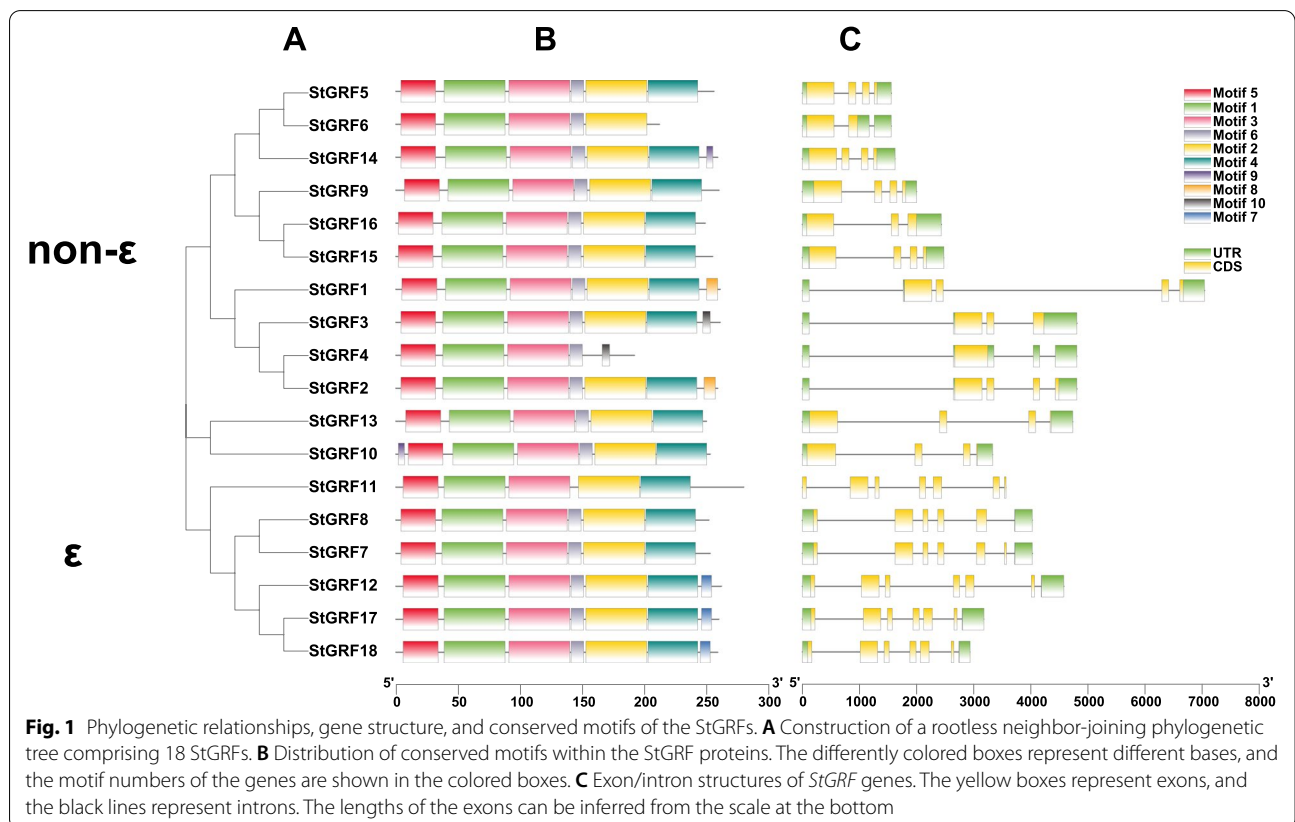 A B C
non-ε
ε
StGRF5
StGRF6
StGRF14
StGRF9
StGRF16
StGRF15
StGRF1
StGRF3
StGRF4
StGRF2
StGRF13
StGRF10
StGRF11
StGRF8
StGRF7
StGRF12
StGRF17
StGRF18
Motif 5
Motif 1
Motif 3
Motif 6
Motif 2
Motif 4
Motif 9
Motif 8
Motif 10
Motif 7
UTR
CDS
5' 3'
0 50 100 150 200 250 300
5' 3'
0 1000 2000 3000 4000 5000 6000 7000 8000
Fig. 1 Phylogenetic relationships, gene structure, and conserved motifs of the StGRFs. A Construction of a rootless neighbor-joining phylogenetic
tree comprising 18 StGRFs. B Distribution of conserved motifs within the StGRF proteins. The differently colored boxes represent different bases, and
the motif numbers of the genes are shown in the colored boxes. C Exon/intron structures of StGRF genes. The yellow boxes represent exons, and
the black lines represent introns. The lengths of the exons can be inferred from the scale at the bottom